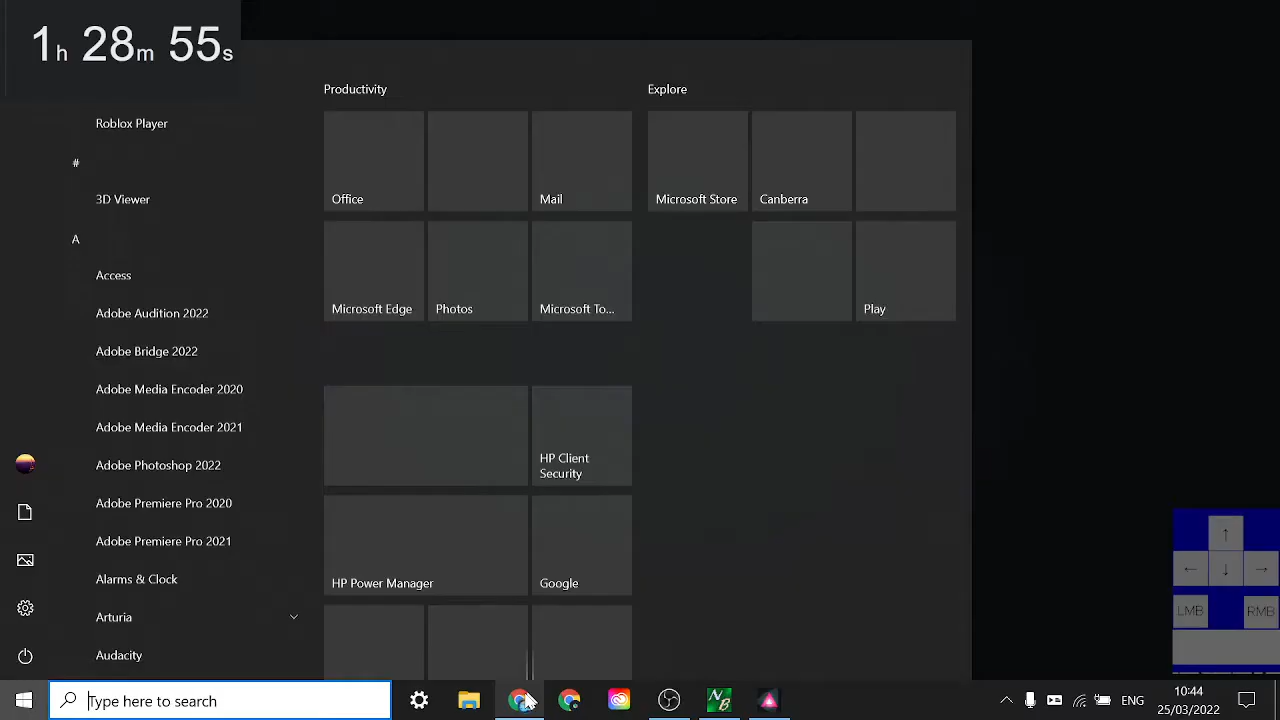 1h 28m 55s
Productivity
Explore
Roblox Player
#
3D Viewer
Office
Mail
Microsoft Store
Canberra
A
Access
Adobe Audition 2022
Microsoft Edge
Photos
Microsoft To...
Play
Adobe Bridge 2022
Adobe Media Encoder 2020
Adobe Media Encoder 2021
Adobe Photoshop 2022
HP Client
Security
Adobe Premiere Pro 2020
Adobe Premiere Pro 2021
Alarms & Clock
HP Power Manager
Google
Arturia
Audacity
↑
← ↓ →
LMB
RMB
Type here to search
NB
ENG
10:44
25/03/2022